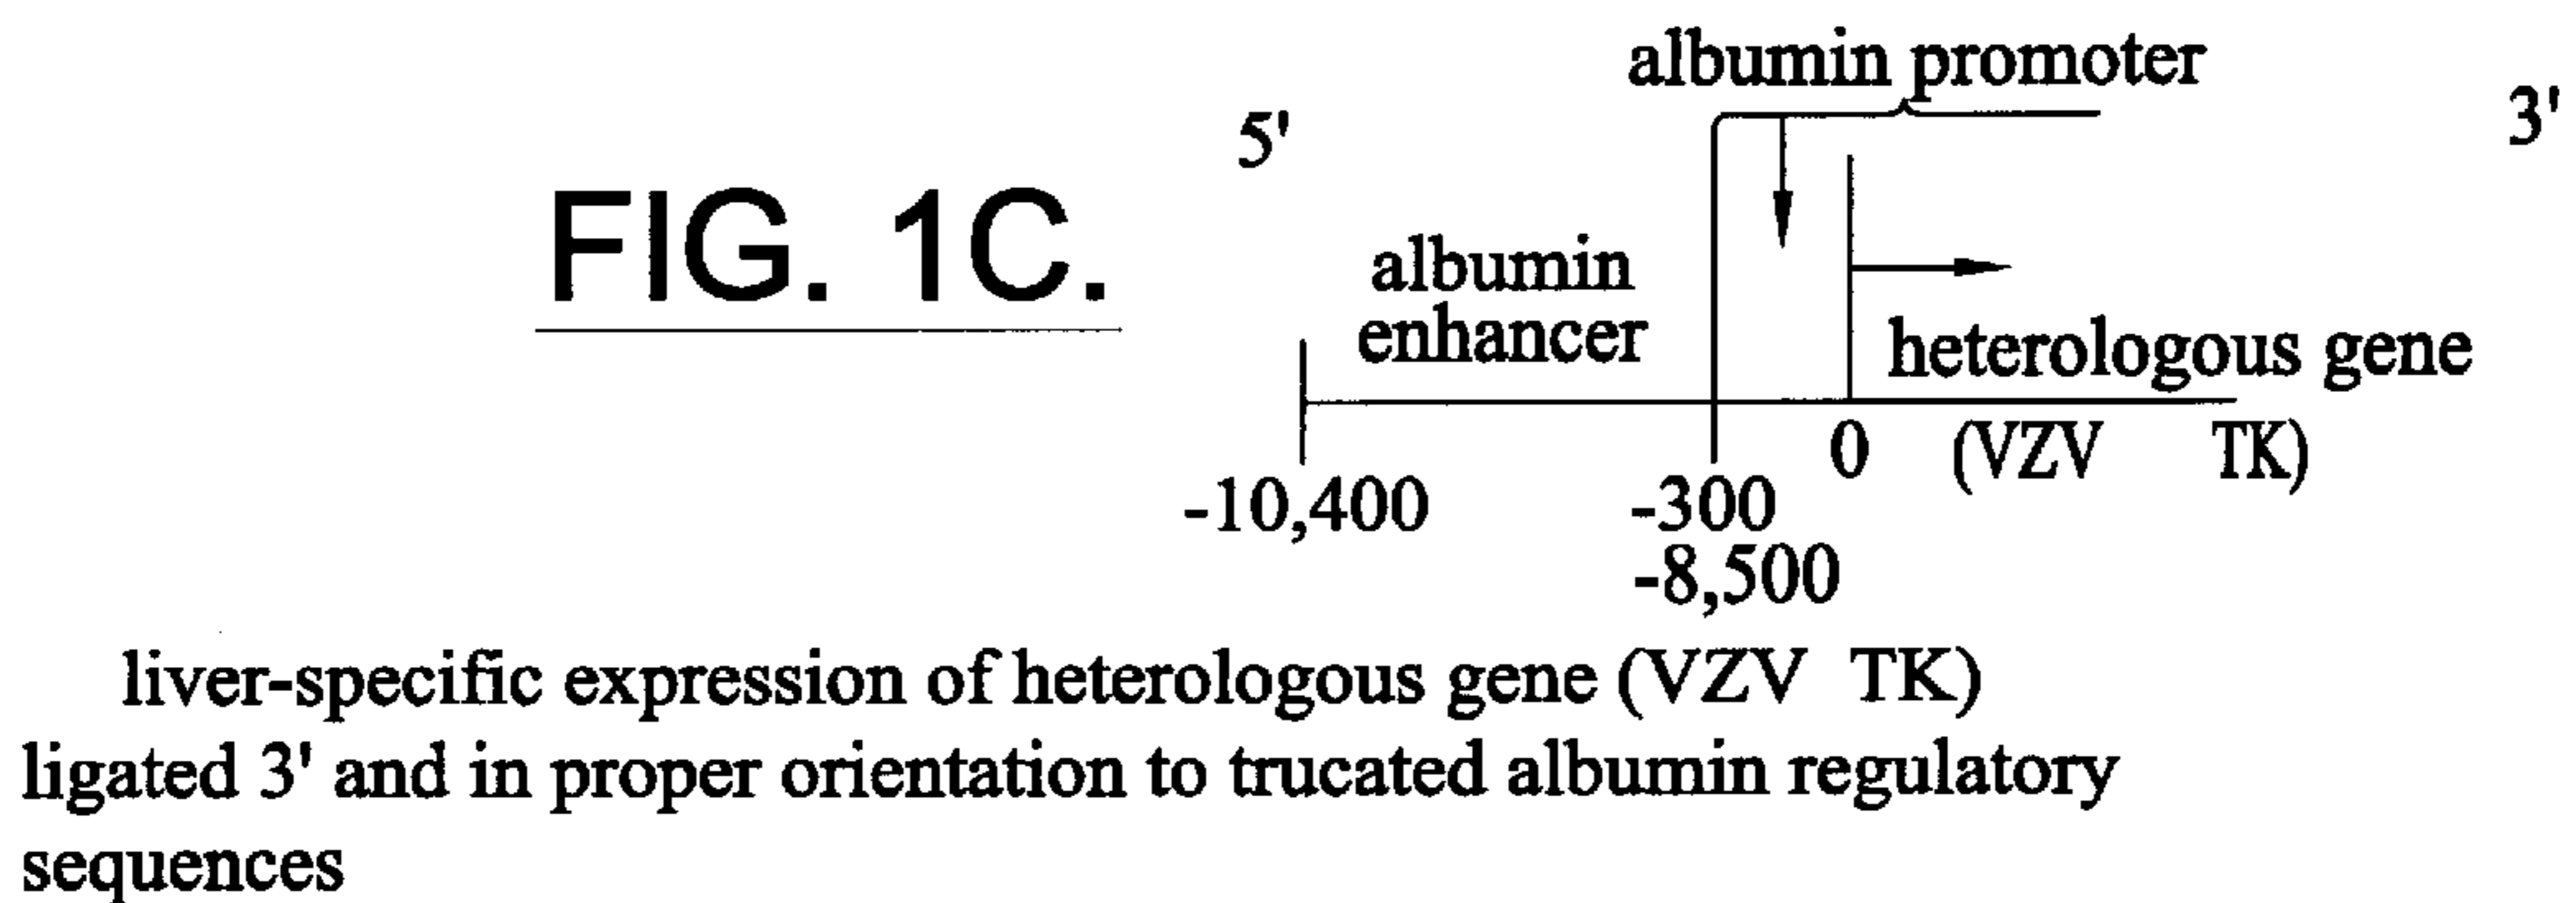 albumin promoter
5'
3'
FIG. 1C.
albumin
enhancer
heterologous gene
0 (VZV TK)
-10,400
-300
-8,500
liver-specific expression of heterologous gene (VZV TK)
ligated 3' and in proper orientation to trucated albumin regulatory
sequences